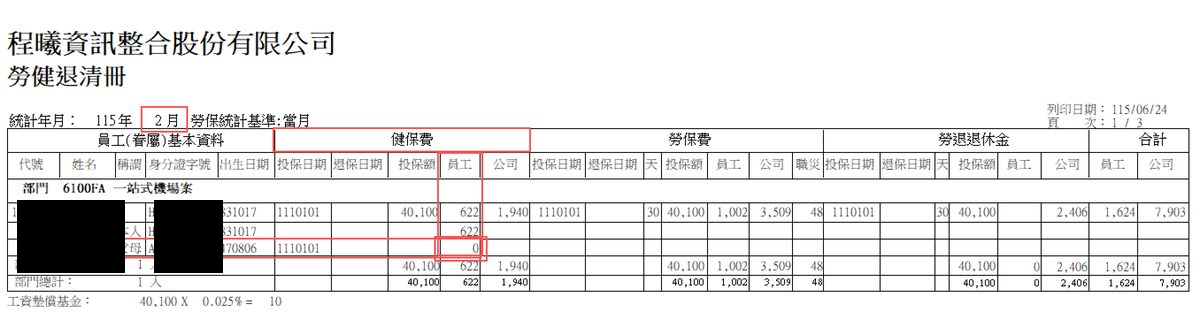 程曦資訊整合股份有限公司
勞健退清冊
統計年月： 115年 2 月 勞保統計基準:當月
列印日期：115/06/24
頁 次：1 / 3
員工(眷屬)基本資料 健保費 勞保費 勞退退休金 合計
代號 姓名 稱謂 身分證字號 出生日期 投保日期 退保日期 投保額 員工 公司 投保日期 退保日期 天 投保額 員工 公司 職災 投保日期 退保日期 天 投保額 員工 公司 員工 公司
部門 6100FA 一站式機場案
1 H 831017 1110101 40,100 622 1,940 1110101 30 40,100 1,002 3,509 48 1110101 30 40,100 2,406 1,624 7,903
本人 H 831017 622
父母 A 370806 1110101 0
1 人 40,100 622 1,940 40,100 1,002 3,509 48 40,100 0 2,406 1,624 7,903
部門總計： 1 人 40,100 622 1,940 40,100 1,002 3,509 48 40,100 0 2,406 1,624 7,903
工資墊償基金： 40,100 X 0.025% = 10